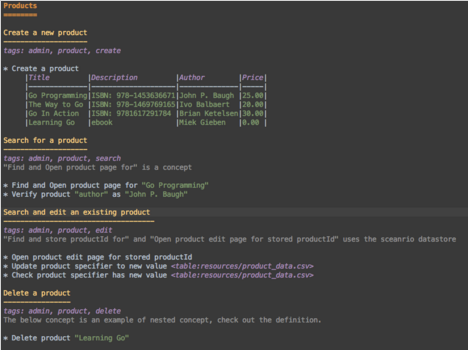 Products
========
Create a new product
--------------------
tags: admin, product, create
* Create a product
|Title |Description |Author |Price|
|--------------|--------------------|---------------|-----|
|Go Programming|ISBN: 978-1453636671|John P. Baugh |25.00|
|The Way to Go |ISBN: 978-1469769165|Ivo Balbaert |20.00|
|Go In Action |ISBN: 9781617291784 |Brian Ketelsen|30.00|
|Learning Go |ebook |Miek Gieben |0.00 |
Search for a product
--------------------
tags: admin, product, search
"Find and Open product page for" is a concept
* Find and Open product page for "Go Programming"
* Verify product "author" as "John P. Baugh"
Search and edit an existing product
------------------------------------
tags: admin, product, edit
"Find and store productId for" and "Open product edit page for stored productId" uses the sceanrio datastore
* Open product edit page for stored productId
* Update product specifier to new value <table:resources/product_data.csv>
* Check product specifier has new value <table:resources/product_data.csv>
Delete a product
----------------
tags: admin, product, delete
The below concept is an example of nested concept, check out the definition.
* Delete product "Learning Go"